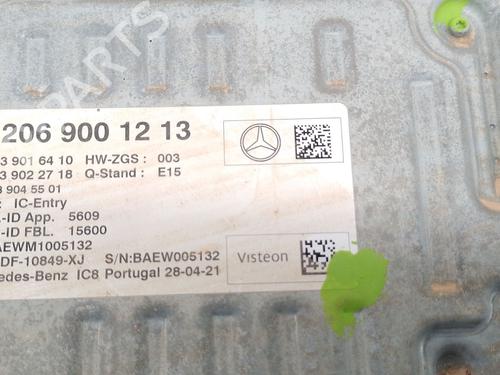 206 900 12 13
3 901 64 10 HW-ZGS : 003
3 902 27 18 Q-Stand : E15
904 55 01
: IC-Entry
-ID App. 5609
-ID FBL. 15600
AEWM1005132
DF-10849-XJ S/N:BAEW005132
edes-Benz IC8 Portugal 28-04-21
Visteon